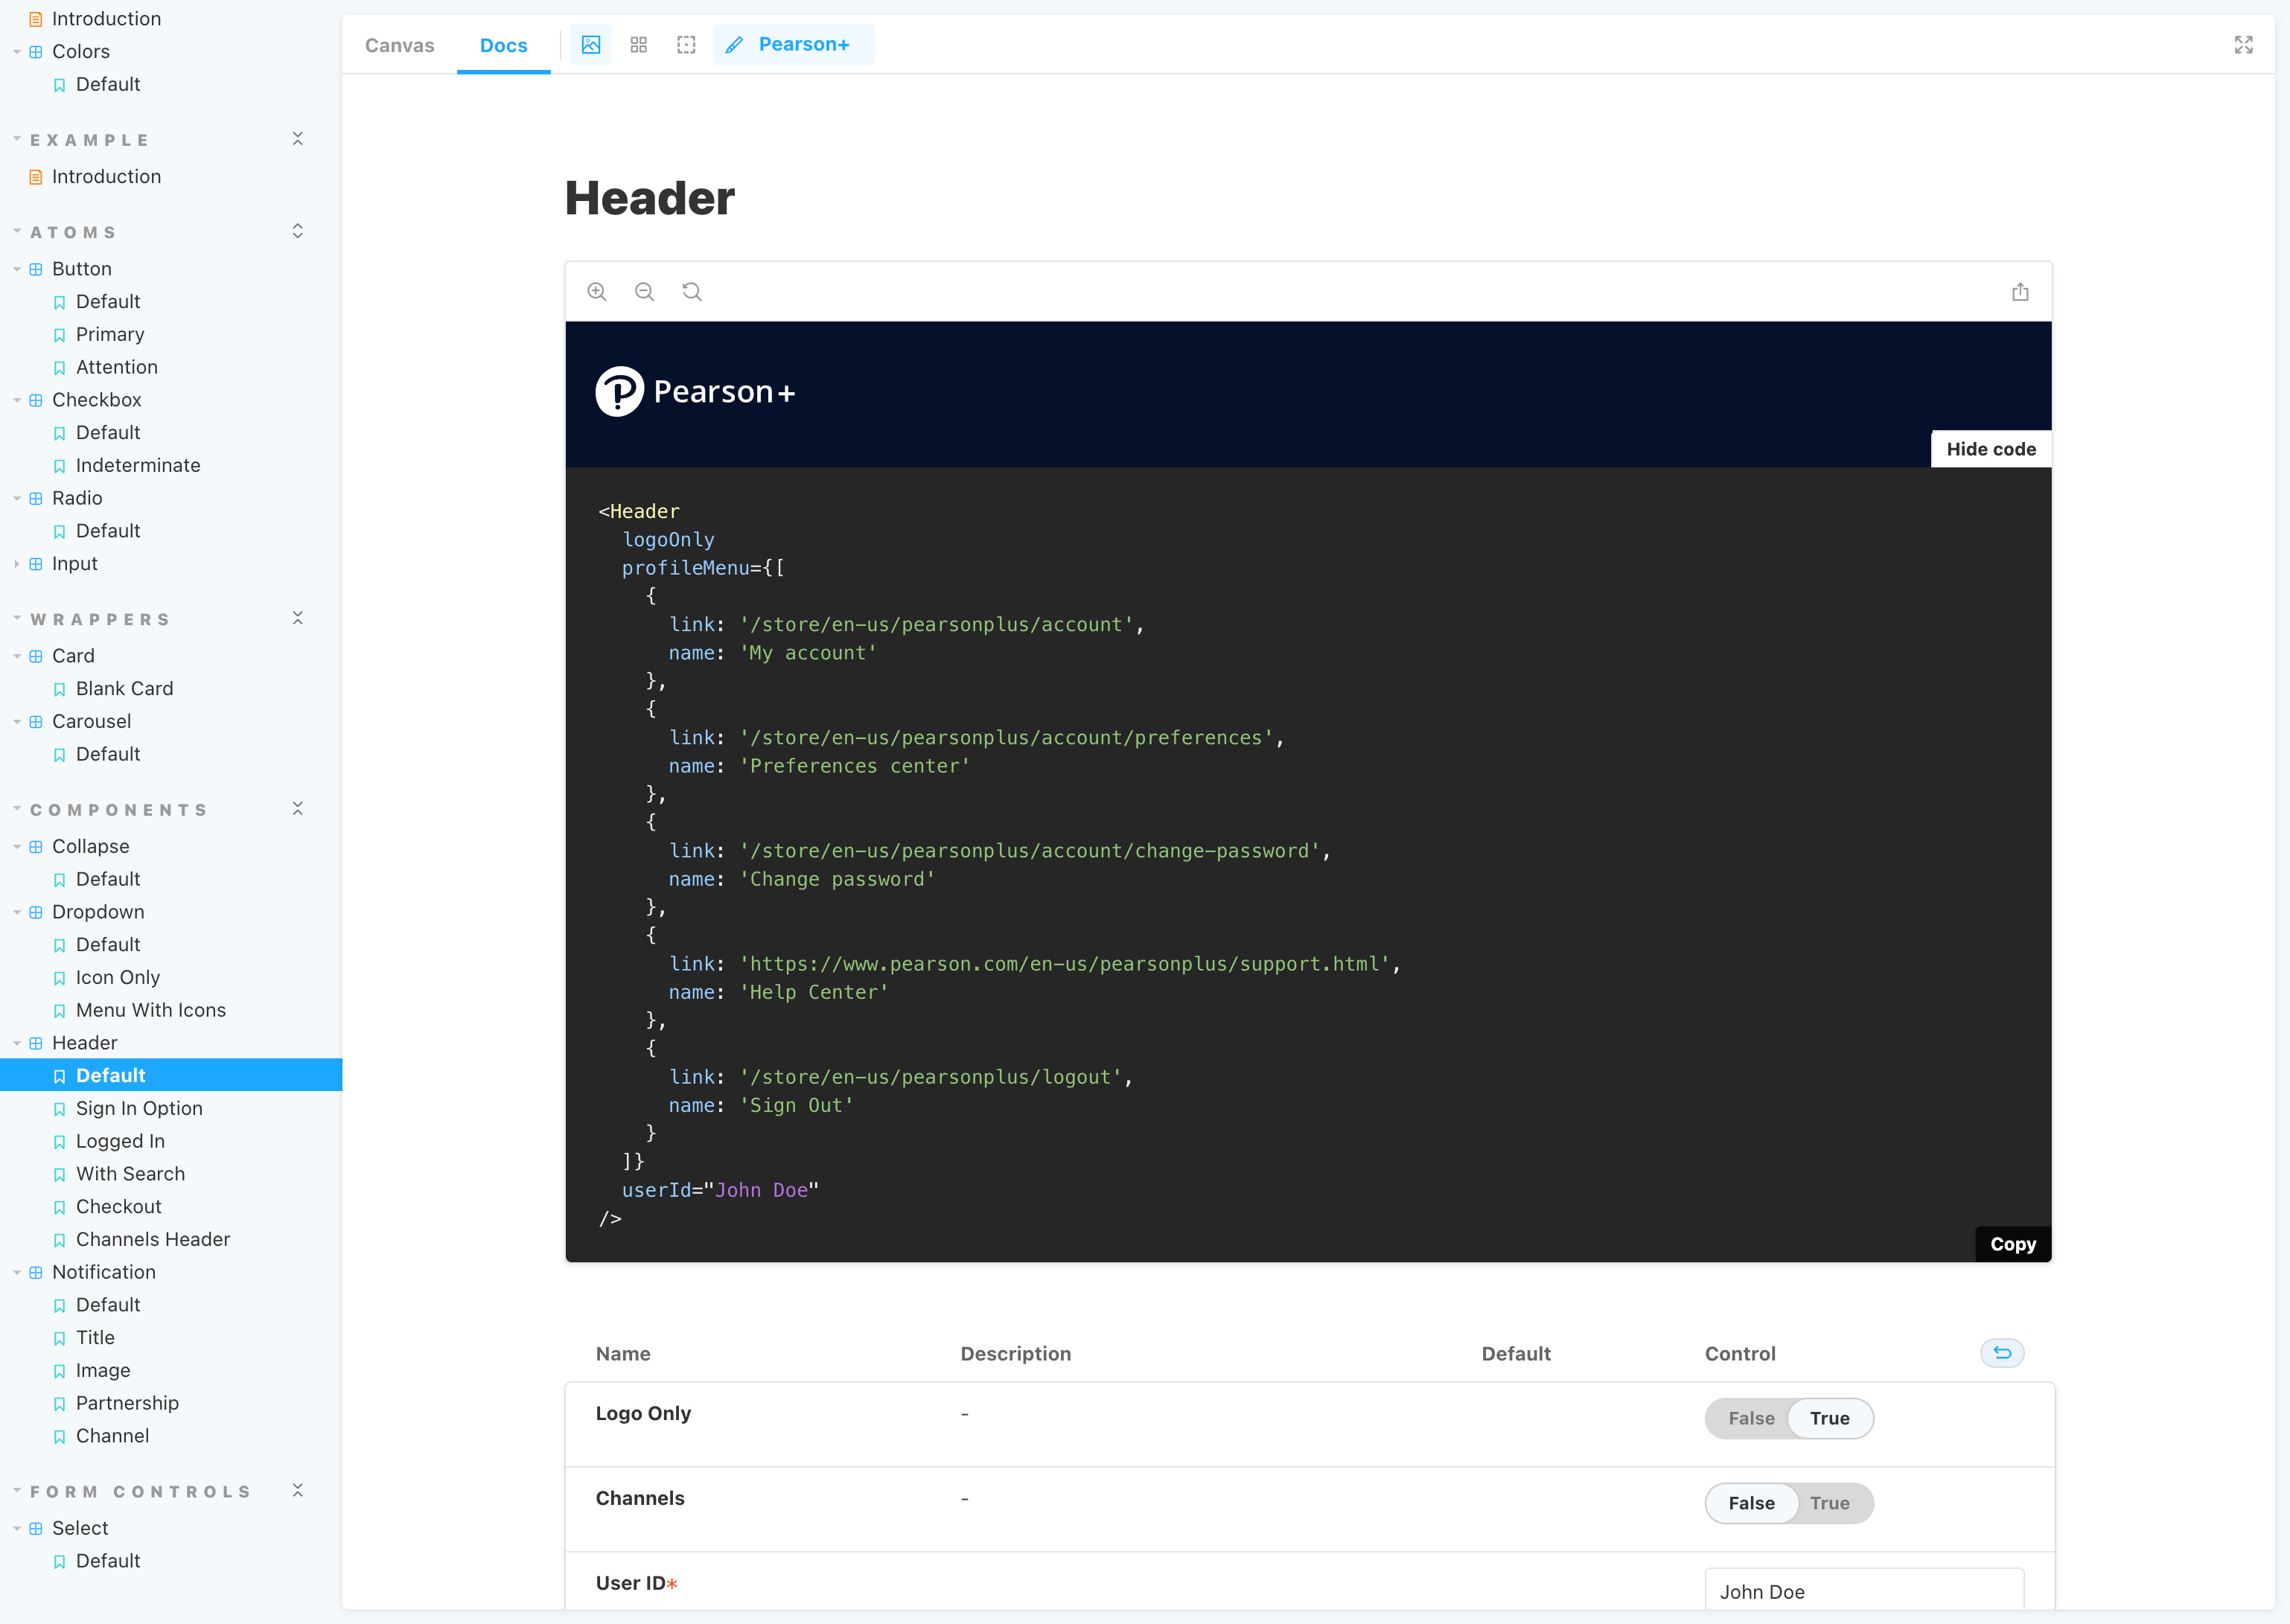 Introduction
Colors
Default
EXAMPLE
Introduction
ATOMS
Button
Default
Primary
Attention
Checkbox
Default
Indeterminate
Radio
Default
Input
WRAPPERS
Card
Blank Card
Carousel
Default
COMPONENTS
Collapse
Default
Dropdown
Default
Icon Only
Menu With Icons
Header
Default
Sign In Option
Logged In
With Search
Checkout
Channels Header
Notification
Default
Title
Image
Partnership
Channel
FORM CONTROLS
Select
Default
Canvas Docs Pearson+
Header
Pearson+
Hide code
<Header
logoOnly
profileMenu={[
{
link: '/store/en-us/pearsonplus/account',
name: 'My account'
},
{
link: '/store/en-us/pearsonplus/account/preferences',
name: 'Preferences center'
},
{
link: '/store/en-us/pearsonplus/account/change-password',
name: 'Change password'
},
{
link: 'https://www.pearson.com/en-us/pearsonplus/support.html',
name: 'Help Center'
},
{
link: '/store/en-us/pearsonplus/logout',
name: 'Sign Out'
}
]}
userId="John Doe"
/>
Copy
Name Description Default Control
Logo Only - False True
Channels - False True
User ID* John Doe